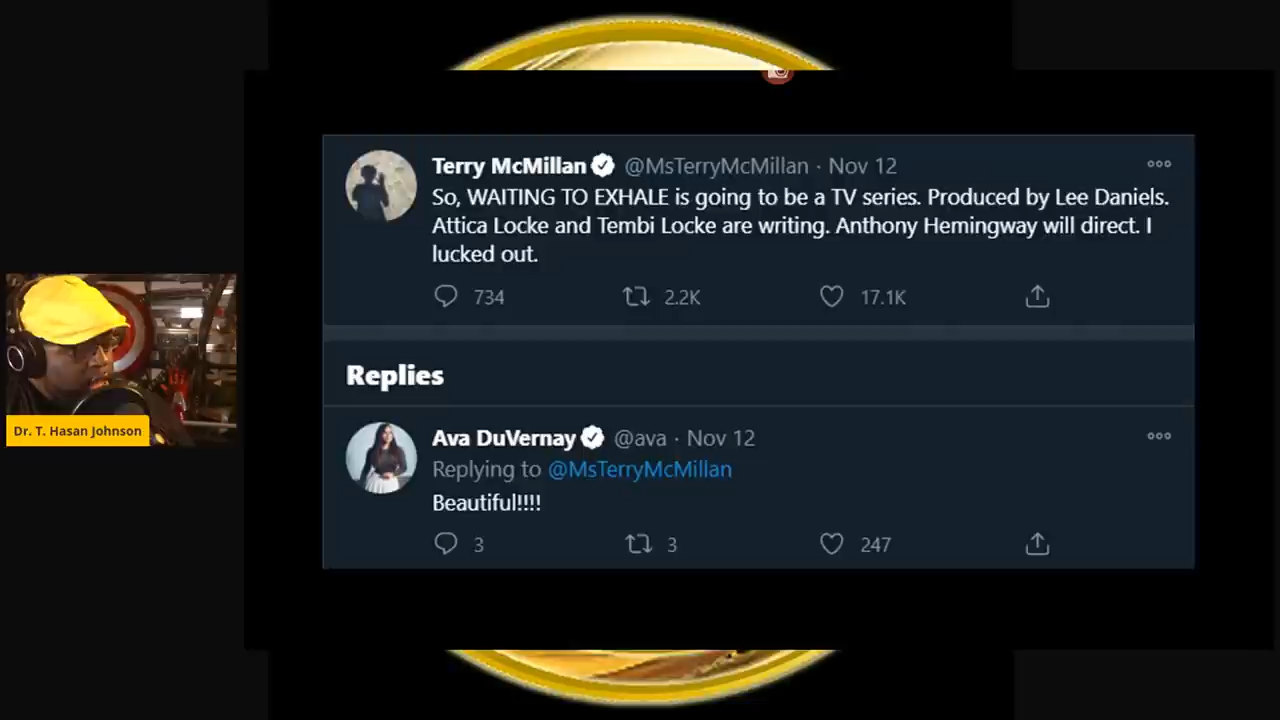 Terry McMillan @MsTerryMcMillan · Nov 12
So, WAITING TO EXHALE is going to be a TV series. Produced by Lee Daniels.
Attica Locke and Tembi Locke are writing. Anthony Hemingway will direct. I
lucked out.
734 2.2K 17.1K
Replies
Ava DuVernay @ava · Nov 12
Replying to @MsTerryMcMillan
Beautiful!!!!
3 3 247
Dr. T. Hasan Johnson